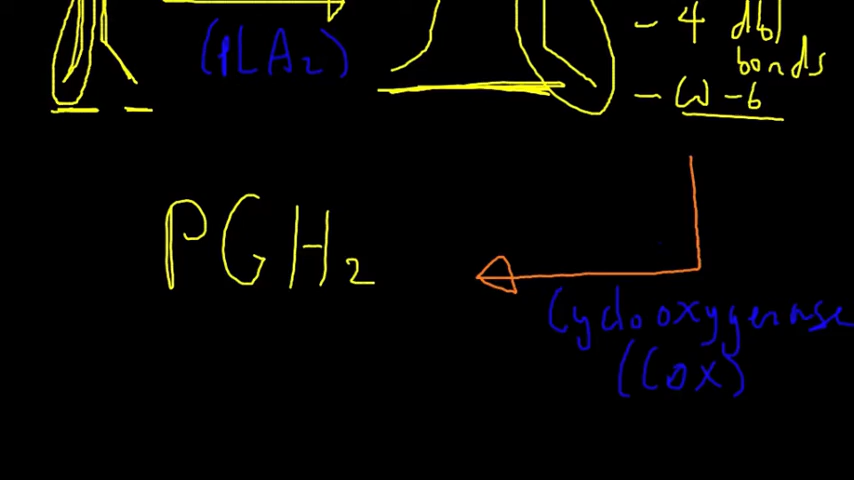 (PLA2)
- 4 dbl
bonds
- ω-6
PGH2
Cyclooxygenase
(COX)